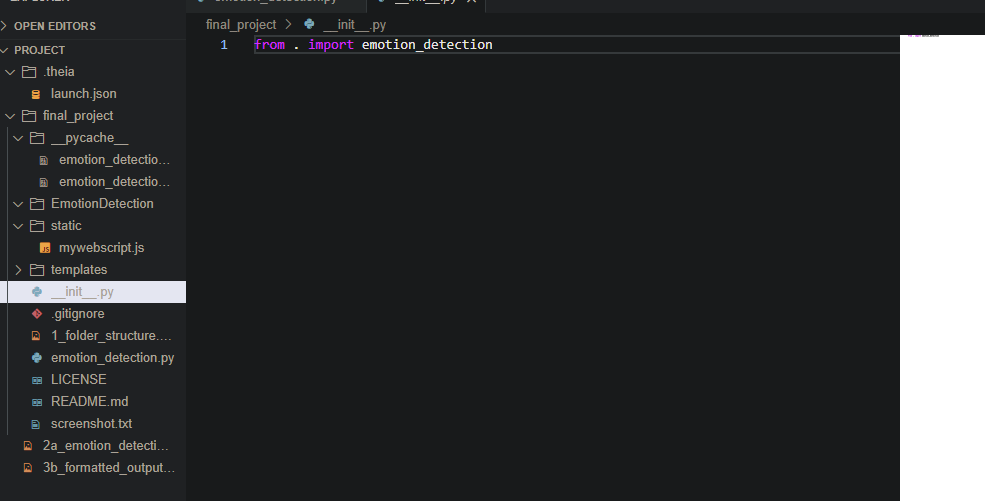 emotion_detection.py
__init__.py
OPEN EDITORS
final_project > __init__.py
PROJECT
1 from . import emotion_detection
.theia
launch.json
final_project
__pycache__
emotion_detectio...
emotion_detectio...
EmotionDetection
static
JS mywebscript.js
templates
__init__.py
.gitignore
1_folder_structure....
emotion_detection.py
LICENSE
README.md
screenshot.txt
2a_emotion_detecti...
3b_formatted_output...